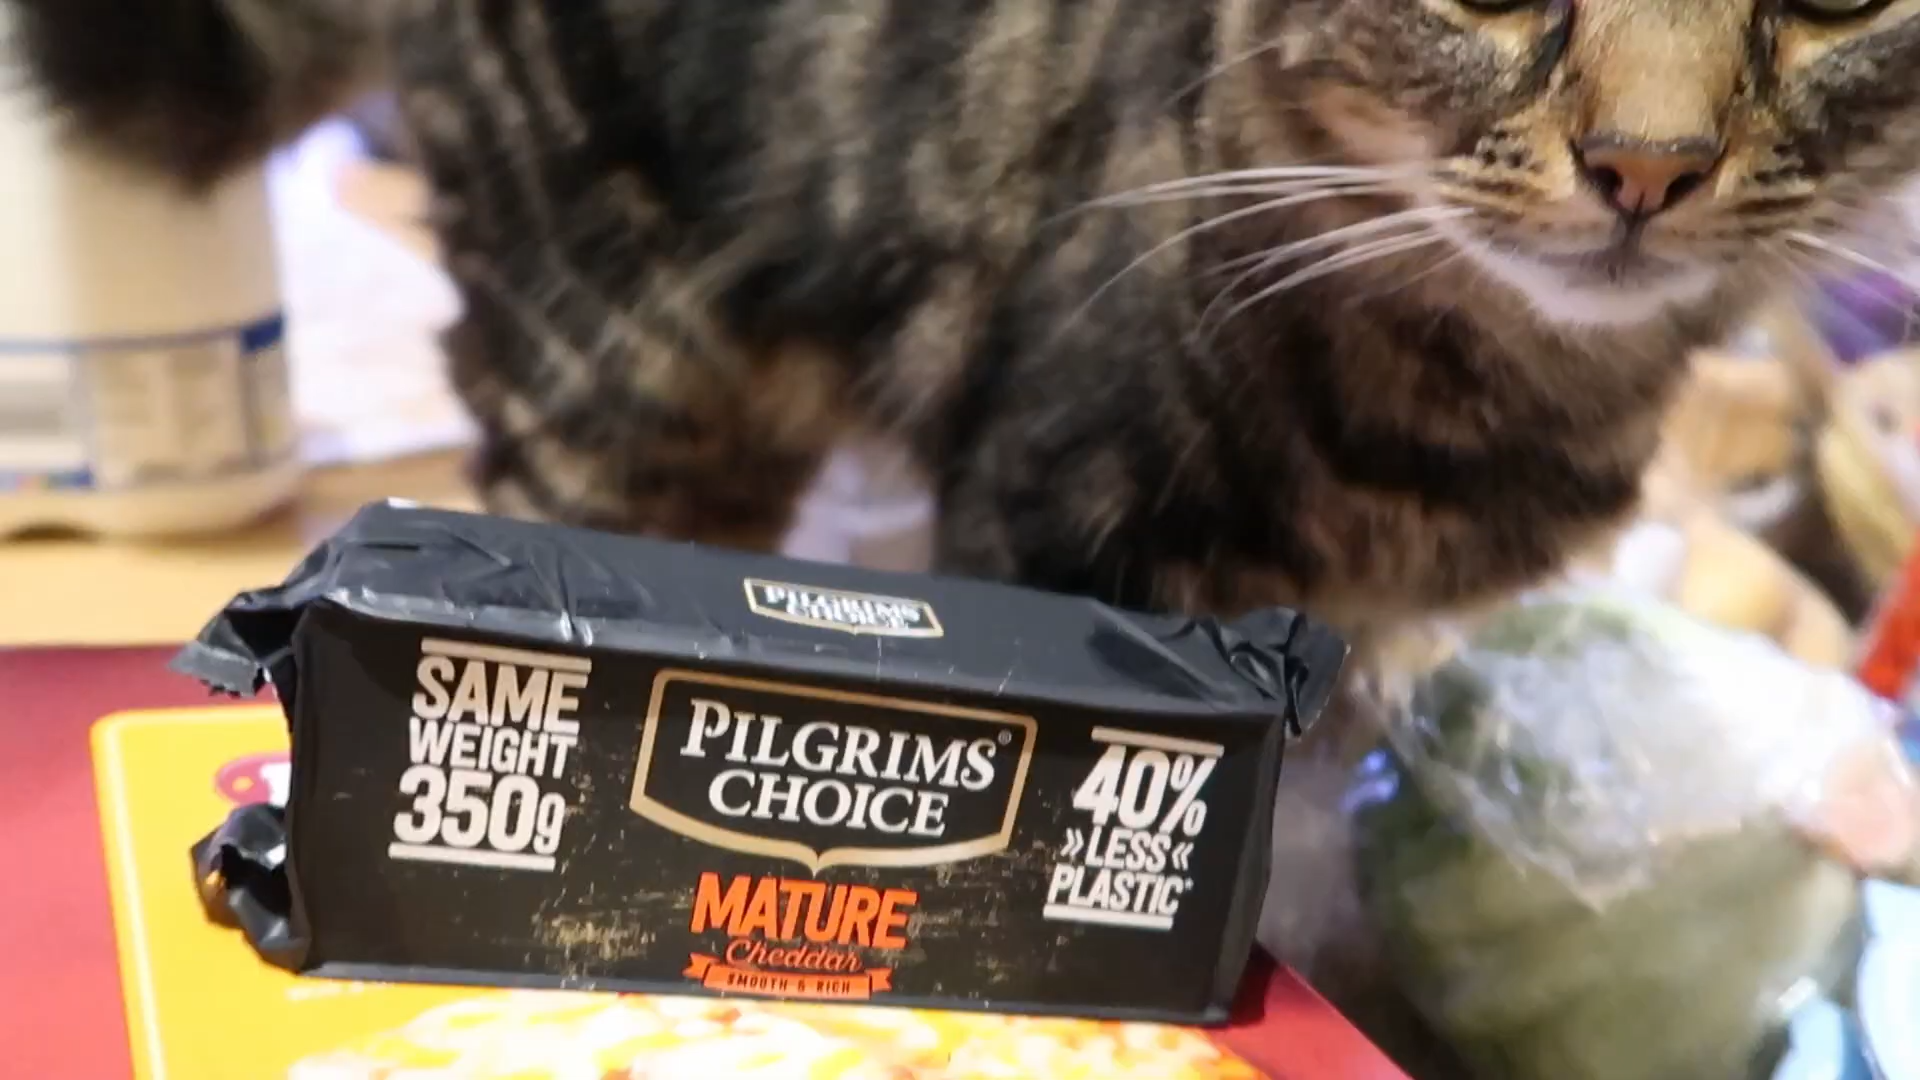 PILGRIMS
CHOICE
SAME
WEIGHT
350g
PILGRIMS®
CHOICE
MATURE
Cheddar
SMOOTH & RICH
40%
»LESS«
PLASTIC*